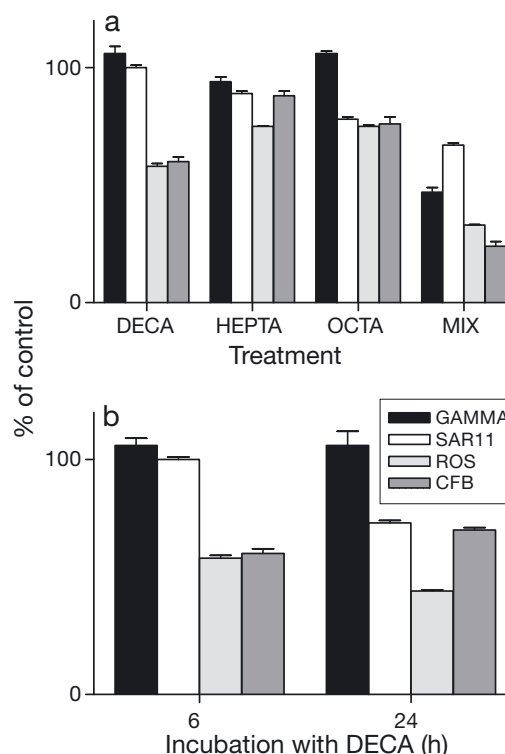 a
100
0
DECA HEPTA OCTA MIX
Treatment
% of control
b
GAMMA
SAR11
ROS
CFB
100
0
6 24
Incubation with DECA (h)